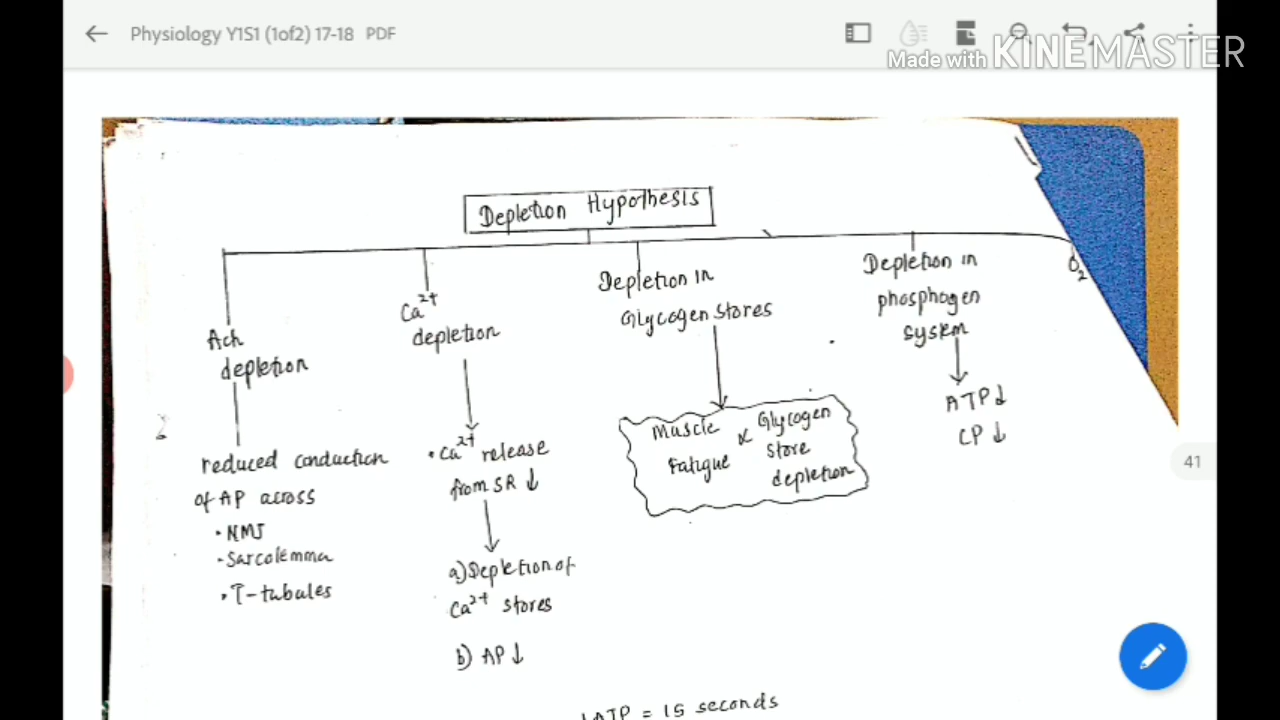 Physiology Y1S1 (1of2) 17-18 PDF
Made with KINEMASTER
Depletion Hypothesis
Ach
depletion
reduced conduction
of AP across
• NMJ
• Sarcolemma
• T-tubules
Ca²⁺
depletion
• Ca²⁺ release
from SR ↓
a) Depletion of
Ca²⁺ stores
b) AP ↓
Depletion in
Glycogen stores
Muscle
Fatigue
∝
Glycogen
store
depletion
Depletion in
phosphogen
system
ATP ↓
CP ↓
O₂
41
ATP = 15 seconds